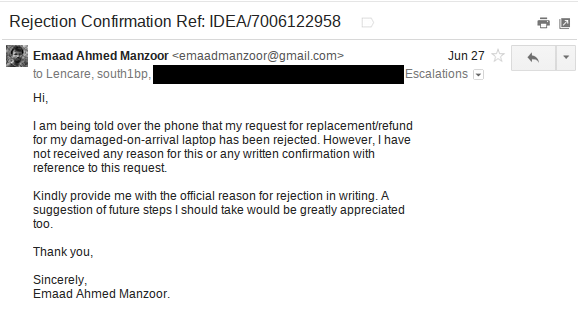 Rejection Confirmation Ref: IDEA/7006122958
Emaad Ahmed Manzoor <emaadmanzoor@gmail.com> Jun 27
to Lencare, south1bp, Escalations
Hi,
I am being told over the phone that my request for replacement/refund
for my damaged-on-arrival laptop has been rejected. However, I have
not received any reason for this or any written confirmation with
reference to this request.
Kindly provide me with the official reason for rejection in writing. A
suggestion of future steps I should take would be greatly appreciated
too.
Thank you,
Sincerely,
Emaad Ahmed Manzoor.